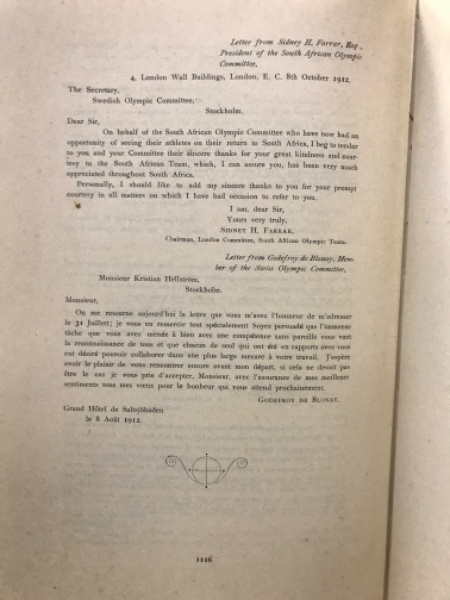 Letter from Sidney H. Farrar, Esq.,
President of the South African Olympic
Committee.
4, London Wall Buildings, London, E. C. 8th October 1912.
The Secretary,
Swedish Olympic Committee,
Stockholm.
Dear Sir,
On behalf of the South African Olympic Committee who have now had an
opportunity of seeing their athletes on their return to South Africa, I beg to tender
to you and your Committee their sincere thanks for your great kindness and cour-
tesy to the South African Team, which, I can assure you, has been very much
appreciated throughout South Africa.
Personally, I should like to add my sincere thanks to you for your prompt
courtesy in all matters on which I have had occasion to refer to you.
I am, dear Sir,
Yours very truly,
SIDNEY H. FARRAR.
Chairman, London Committee, South African Olympic Team.
Letter from Godefroy de Blonay, Mem-
ber of the Swiss Olympic Committee.
Monsieur Kristian Hellström,
Stockholm.
Monsieur,
On me retourne aujourd'hui la lettre que vous m'avez l'honneur de m'adresser
le 31 Juillett; je vous en remercie tout spécialement Soyez persuadé que l'immense
tâche que vous avez menée à bien avec une compétence sans pareille vous vaut
la reconnaissance de tous et que chacun de seul qui ont été en rapports avec vous
eut désiré pouvoir collaborer dans une plus large mesure à votre travail. J'espère
avoir le plaisir de vous rencontrer encore avant mon départ, si cela ne devait pas
être le cas je vous prie d'accepter, Monsieur, avec l'assurance de mes meilleurs
sentiments tous mes vœux pour le bonheur qui vous attend prochainement.
GODEFROY DE BLONAY.
Grand Hôtel de Saltsjöbaden
le 8 Août 1912.
1126